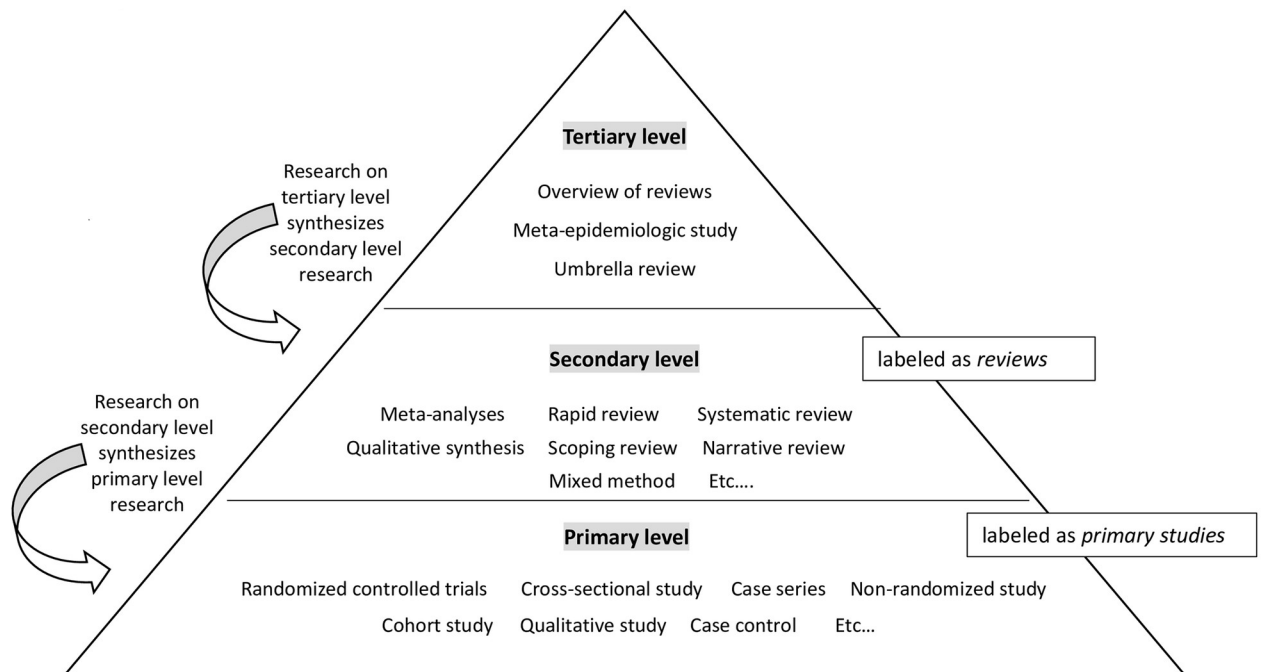 Tertiary level
Overview of reviews
Meta-epidemiologic study
Umbrella review
Research on
tertiary level
synthesizes
secondary level
research
Secondary level
labeled as reviews
Meta-analyses Rapid review Systematic review
Qualitative synthesis Scoping review Narrative review
Mixed method Etc....
Research on
secondary level
synthesizes
primary level
research
Primary level
labeled as primary studies
Randomized controlled trials Cross-sectional study Case series Non-randomized study
Cohort study Qualitative study Case control Etc...